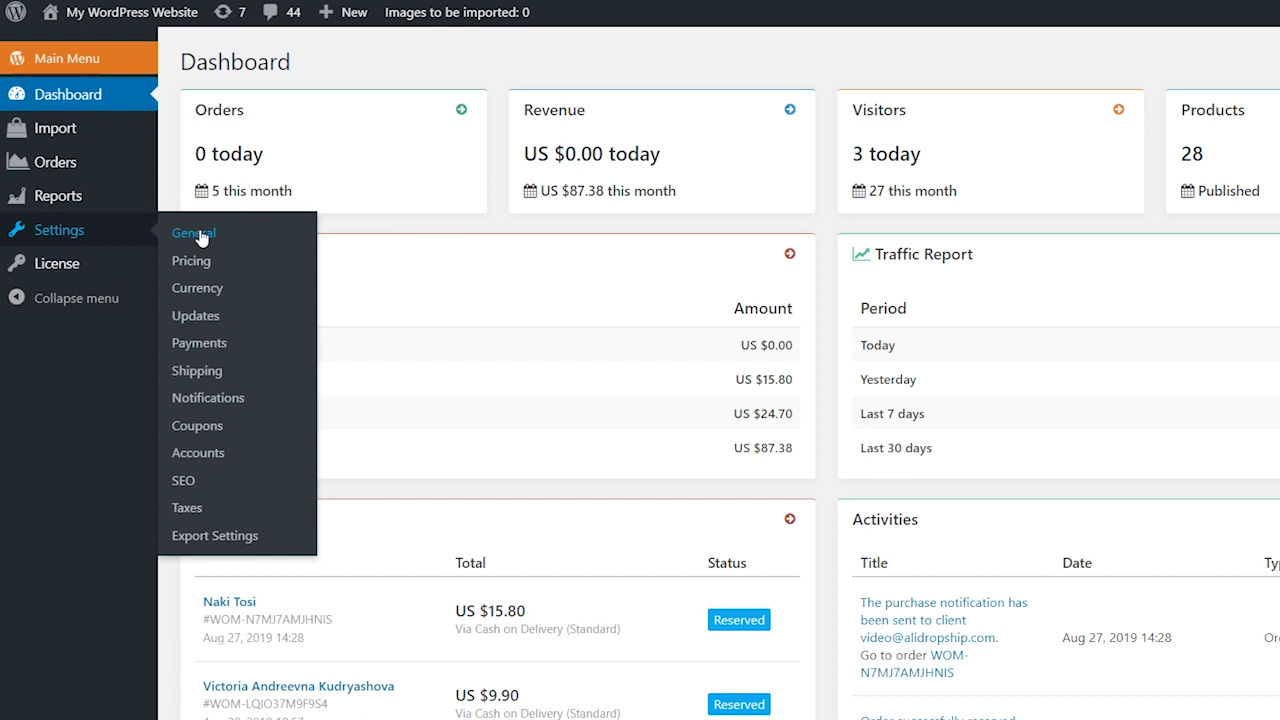 My WordPress Website 7 44 New Images to be imported: 0
Main Menu
Dashboard
Import
Orders
Reports
Settings
License
Collapse menu
General
Pricing
Currency
Updates
Payments
Shipping
Notifications
Coupons
Accounts
SEO
Taxes
Export Settings
Dashboard
Orders
0 today
5 this month
Revenue
US $0.00 today
US $87.38 this month
Visitors
3 today
27 this month
Products
28
Published
Amount
US $0.00
US $15.80
US $24.70
US $87.38
Traffic Report
Period
Today
Yesterday
Last 7 days
Last 30 days
Total Status
Naki Tosi
#WOM-N7MJ7AMJHNIS
Aug 27, 2019 14:28
US $15.80
Via Cash on Delivery (Standard)
Reserved
Victoria Andreevna Kudryashova
#WOM-LQIO37M9F9S4
US $9.90
Via Cash on Delivery (Standard)
Reserved
Activities
Title Date
The purchase notification has
been sent to client
video@alidropship.com.
Go to order WOM-
N7MJ7AMJHNIS
Aug 27, 2019 14:28